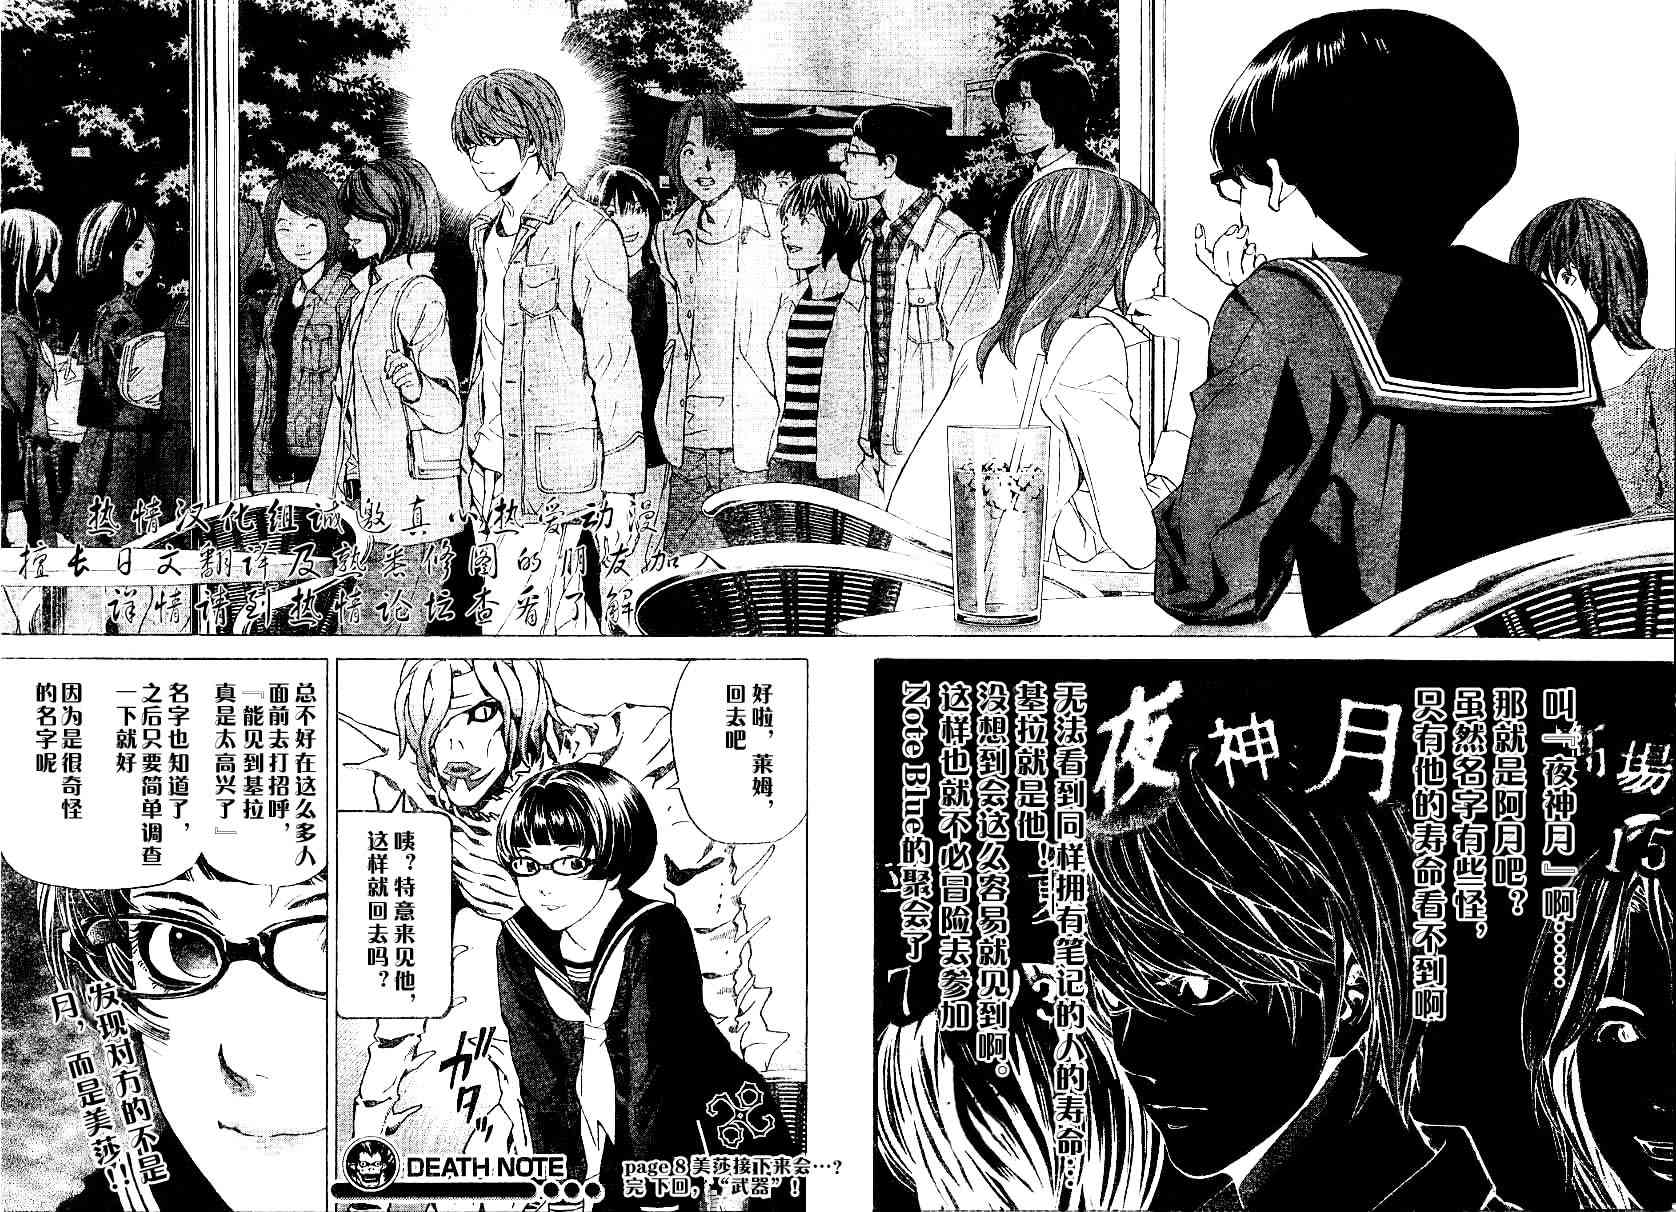 热情汉化组诚邀真心热爱动漫
擅长日文翻译及熟悉修图的朋友加入
详情请到热情论坛查看了解
叫『夜神月』啊……
那就是阿月吧？
虽然名字有些怪，
只有他的寿命看不到啊
夜神月
場
15
无法看到同样拥有笔记的人的寿命…
基拉就是他！
没想到会这么容易就见到啊。
这样也就不必冒险去参加
Note Blue的聚会了
好啦，莱姆，
回去吧
咦？特意来见他，
这样就回去吗？
ガタッ
总不好在这么多人
面前去打招呼，
『能见到基拉
真是太高兴了』
名字也知道了，
之后只要简单调查
一下就好
因为是很奇怪
的名字呢
发现对方的不是
月，而是美莎！！
DEATH NOTE
page 8 美莎接下来会…？
完 下回，“武器”！